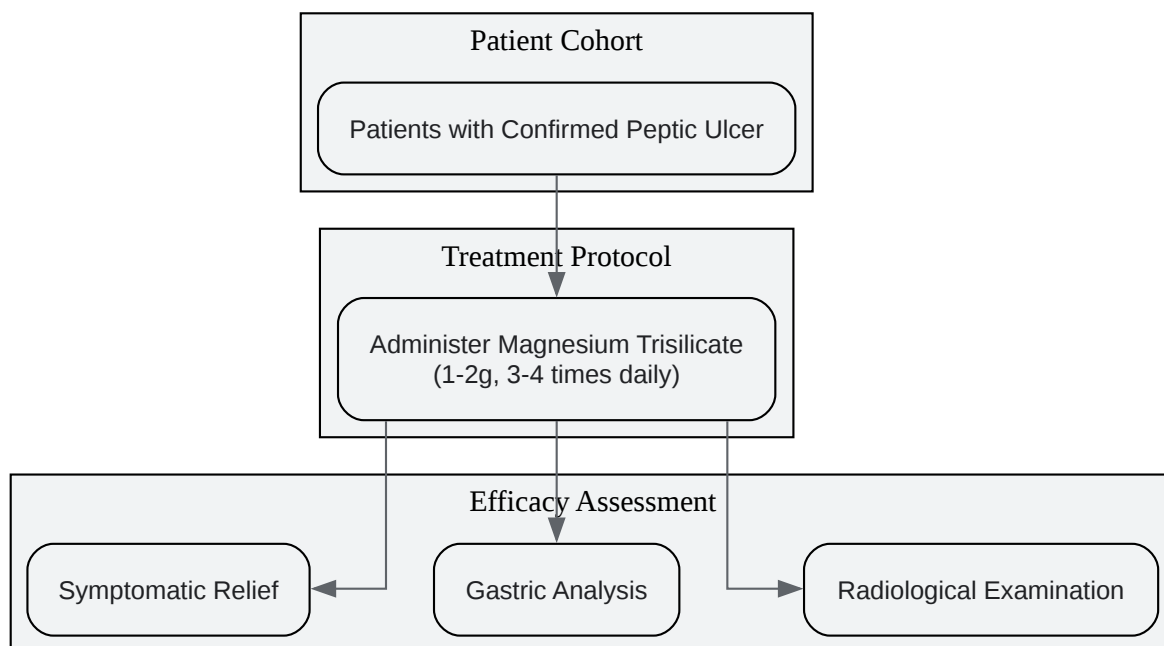 Patient Cohort
Patients with Confirmed Peptic Ulcer
Treatment Protocol
Administer Magnesium Trisilicate
(1-2g, 3-4 times daily)
Efficacy Assessment
Symptomatic Relief
Gastric Analysis
Radiological Examination